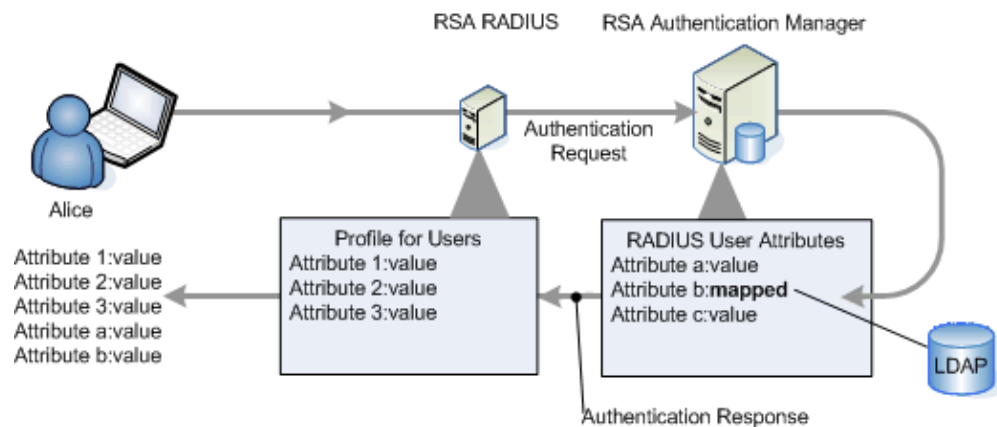 RSA RADIUS
RSA Authentication Manager
Authentication
Request
Alice
Attribute 1:value
Attribute 2:value
Attribute 3:value
Attribute a:value
Attribute b:value
Profile for Users
Attribute 1:value
Attribute 2:value
Attribute 3:value
RADIUS User Attributes
Attribute a:value
Attribute b:mapped
Attribute c:value
LDAP
Authentication Response